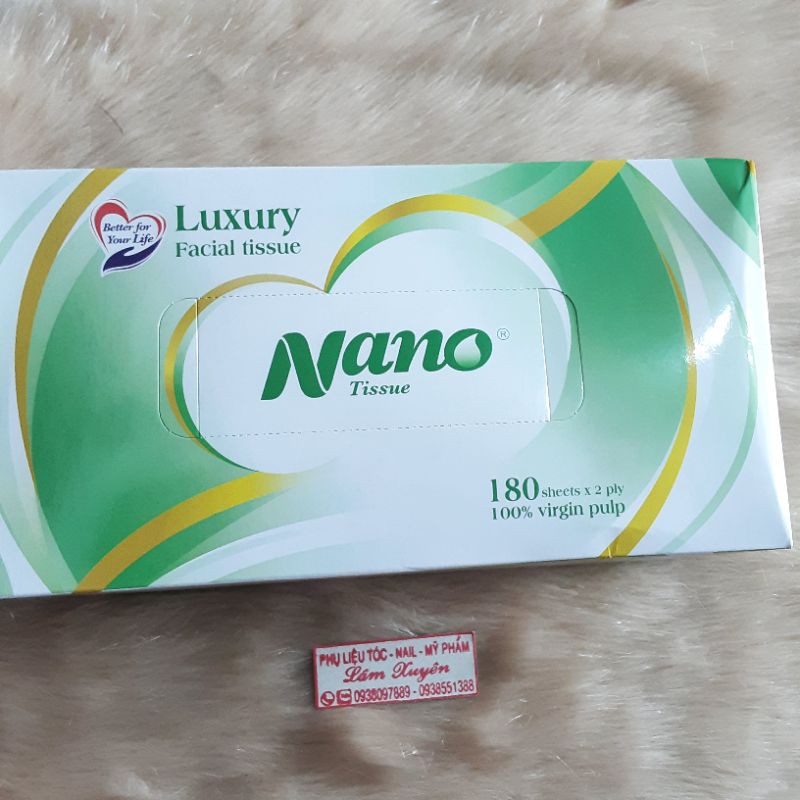 Better for
Your Life
Luxury
Facial tissue
Nano®
Tissue
180 sheets x 2 ply
100% virgin pulp
PHỤ LIỆU TÓC - NAIL - MỸ PHẨM
Lâm Xuyên
0938097889 - 0938551388